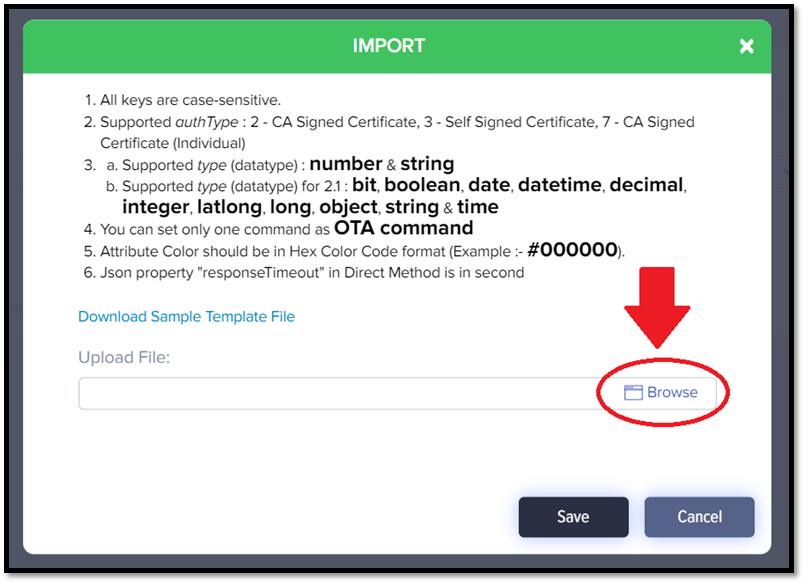 IMPORT
1. All keys are case-sensitive.
2. Supported authType : 2 - CA Signed Certificate, 3 - Self Signed Certificate, 7 - CA Signed
Certificate (Individual)
3. a. Supported type (datatype) : number & string
b. Supported type (datatype) for 2.1 : bit, boolean, date, datetime, decimal,
integer, latlong, long, object, string & time
4. You can set only one command as OTA command
5. Attribute Color should be in Hex Color Code format (Example :- #000000).
6. Json property "responseTimeout" in Direct Method is in second
Download Sample Template File
Upload File:
Browse
Save
Cancel